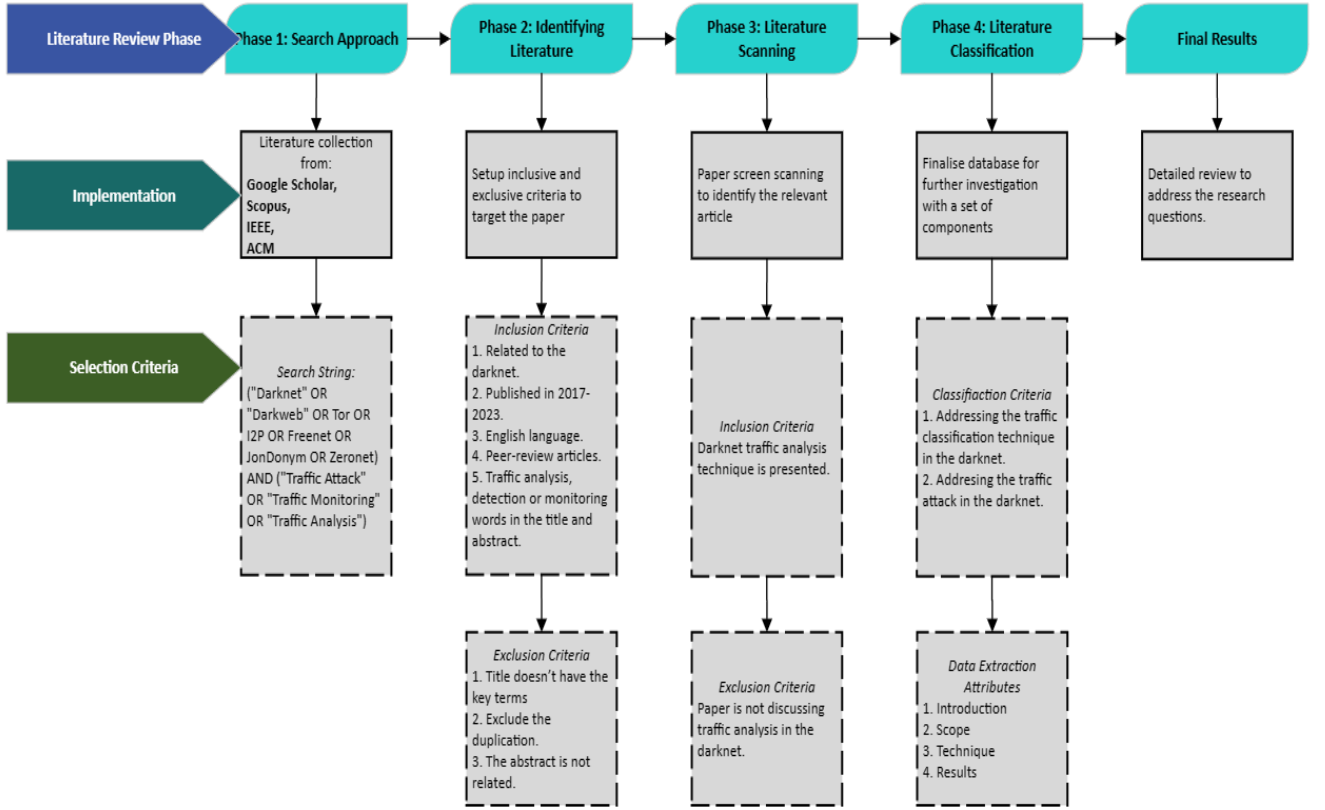 Literature Review Phase
Phase 1: Search Approach
Phase 2: Identifying
Literature
Phase 3: Literature
Scanning
Phase 4: Literature
Classification
Final Results
Implementation
Literature collection
from:
Google Scholar,
Scopus,
IEEE,
ACM
Setup inclusive and
exclusive criteria to
target the paper
Paper screen scanning
to identify the relevant
article
Finalise database for
further investigation
with a set of
components
Detailed review to
address the research
questions.
Selection Criteria
Search String:
("Darknet" OR
"Darkweb" OR Tor OR
I2P OR Freenet OR
JonDonym OR Zeronet)
AND ("Traffic Attack"
OR "Traffic Monitoring"
OR "Traffic Analysis")
Inclusion Criteria
1. Related to the
darknet.
2. Published in 2017-
2023.
3. English language.
4. Peer-review articles.
5. Traffic analysis,
detection or monitoring
words in the title and
abstract.
Inclusion Criteria
Darknet traffic analysis
technique is presented.
Classifiaction Criteria
1. Addressing the traffic
classification technique
in the darknet.
2. Addresing the traffic
attack in the darknet.
Exclusion Criteria
1. Title doesn’t have the
key terms
2. Exclude the
duplication.
3. The abstract is not
related.
Exclusion Criteria
Paper is not discussing
traffic analysis in the
darknet.
Data Extraction
Attributes
1. Introduction
2. Scope
3. Technique
4. Results